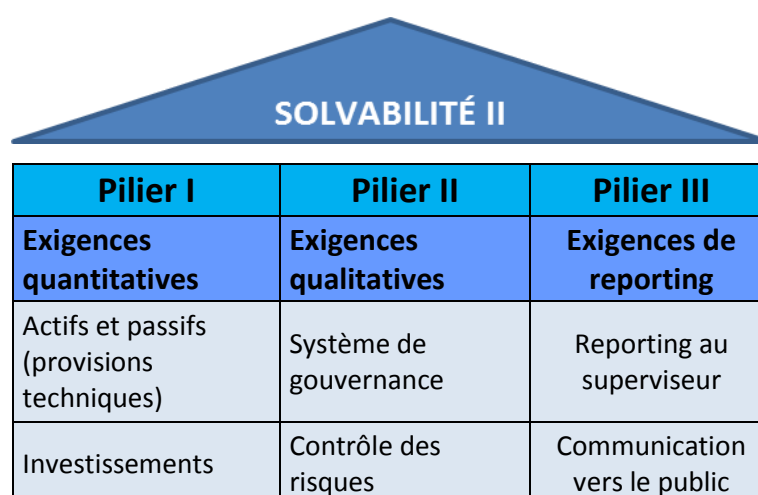 SOLVABILITÉ II
Pilier I
Pilier II
Pilier III
Exigences
quantitatives
Exigences
qualitatives
Exigences de
reporting
Actifs et passifs
(provisions
techniques)
Système de
gouvernance
Reporting au
superviseur
Investissements
Contrôle des
risques
Communication
vers le public